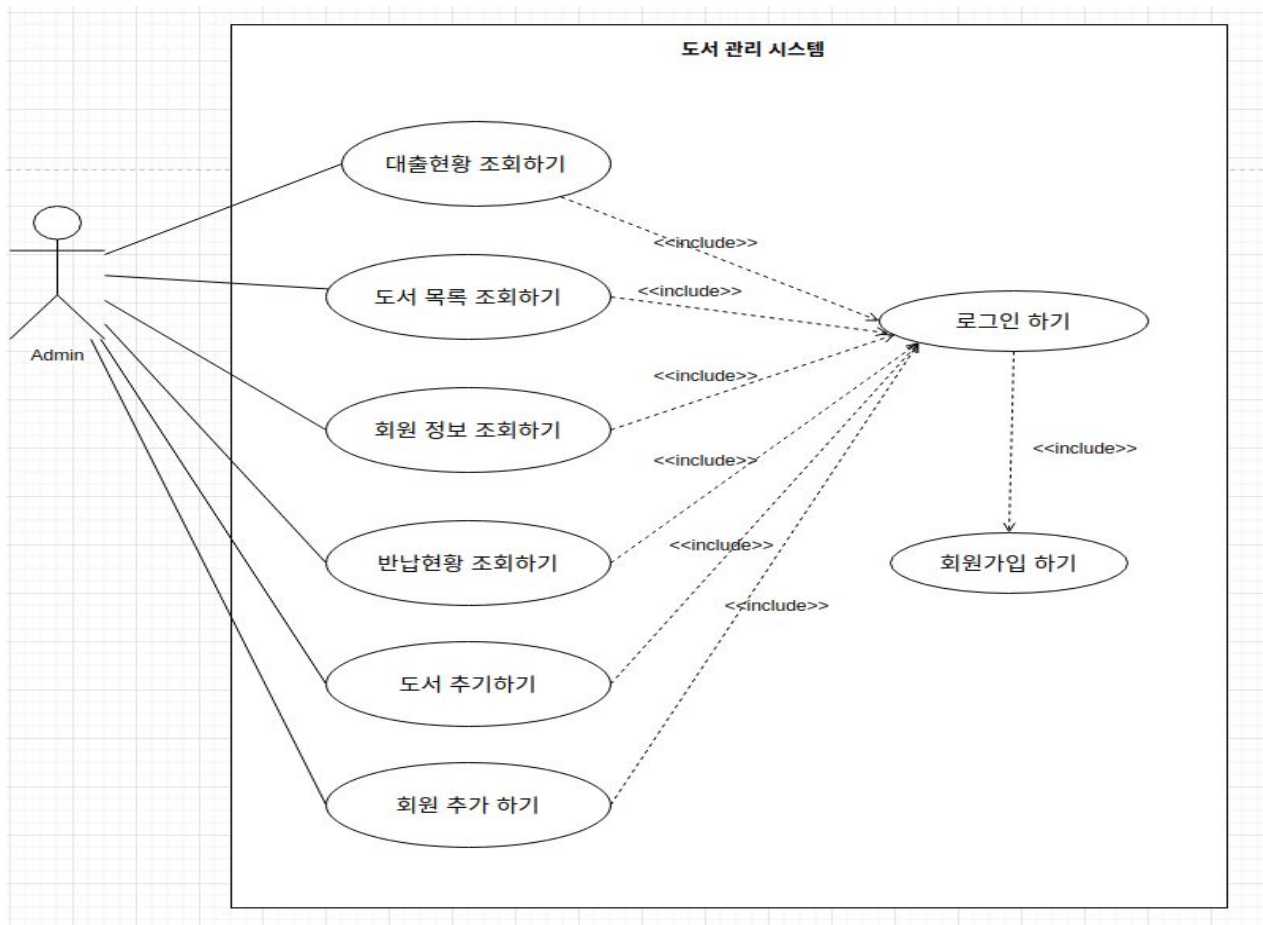 도서 관리 시스템
대출현황 조회하기
<<include>>
도서 목록 조회하기
<<include>>
로그인 하기
Admin
<<include>>
회원 정보 조회하기
<<include>>
<<include>>
반납현황 조회하기
<<include>>
회원가입 하기
<<include>>
도서 추기하기
회원 추가 하기